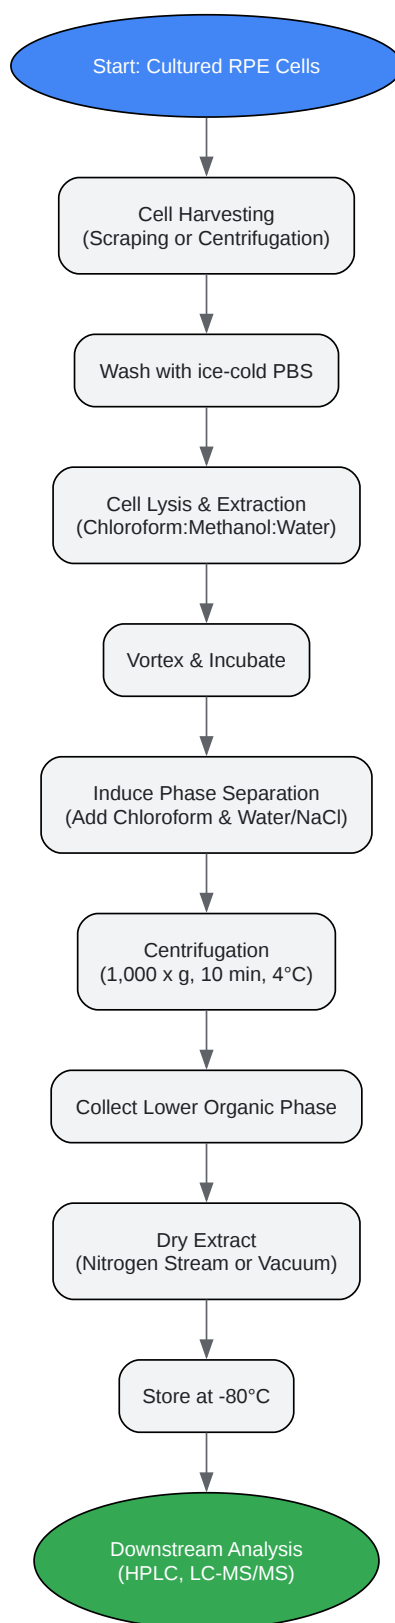 Start: Cultured RPE Cells
Cell Harvesting
(Scraping or Centrifugation)
Wash with ice-cold PBS
Cell Lysis & Extraction
(Chloroform:Methanol:Water)
Vortex & Incubate
Induce Phase Separation
(Add Chloroform & Water/NaCl)
Centrifugation
(1,000 x g, 10 min, 4°C)
Collect Lower Organic Phase
Dry Extract
(Nitrogen Stream or Vacuum)
Store at -80°C
Downstream Analysis
(HPLC, LC-MS/MS)